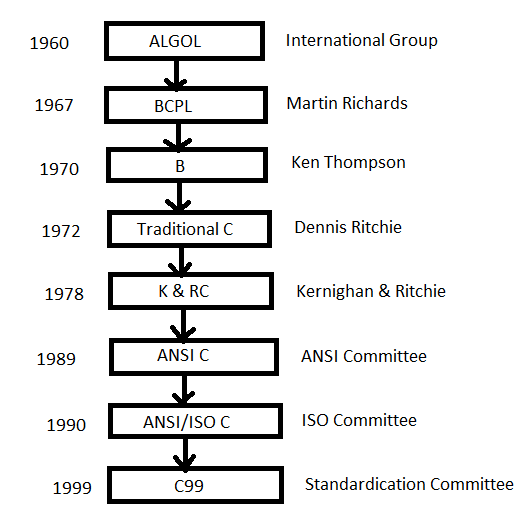 1960 ALGOL International Group
1967 BCPL Martin Richards
1970 B Ken Thompson
1972 Traditional C Dennis Ritchie
1978 K & RC Kernighan & Ritchie
1989 ANSI C ANSI Committee
1990 ANSI/ISO C ISO Committee
1999 C99 Standardication Committee